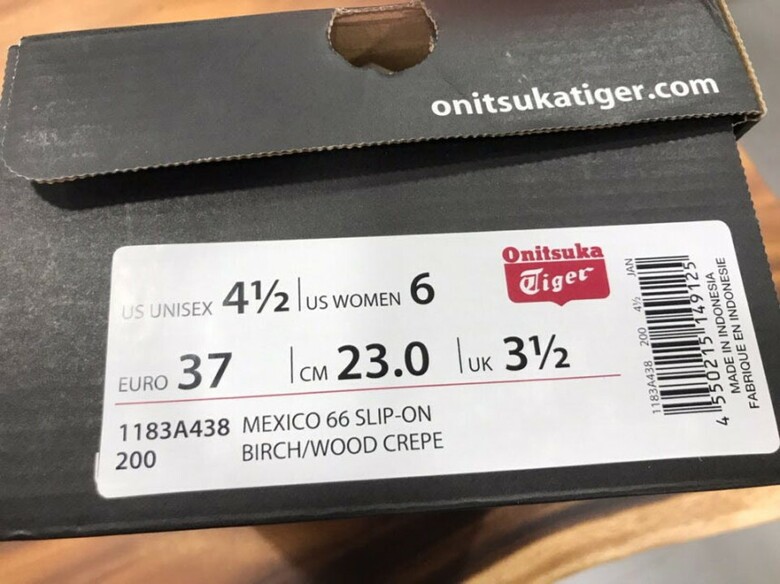 onitsukatiger.com
US UNISEX 4½ US WOMEN 6
Onitsuka
Tiger
EURO 37 CM 23.0 UK 3½
1183A438 MEXICO 66 SLIP-ON
200 BIRCH/WOOD CREPE
1183A438 200 4½ JAN
4 550215 149125
MADE IN INDONESIA
FABRIQUE EN INDONESIE